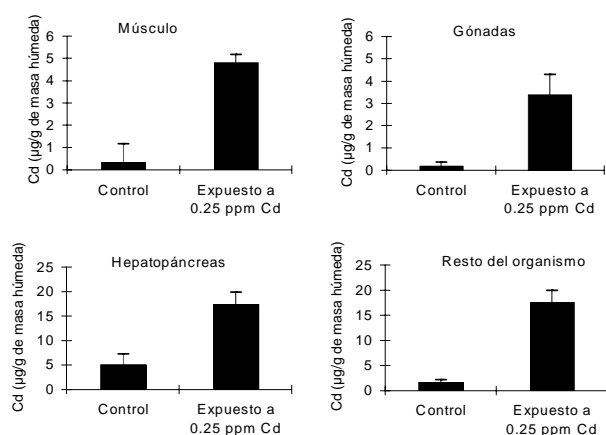 Músculo
Cd (µg/g de masa húmeda)
6
5
4
3
2
1
0
Control
Expuesto a
0.25 ppm Cd
Gónadas
Cd (µg/g de masa húmeda)
6
5
4
3
2
1
0
Control
Expuesto a
0.25 ppm Cd
Hepatopáncreas
Cd (µg/g de masa húmeda)
25
20
15
10
5
0
Control
Expuesto a
0.25 ppm Cd
Resto del organismo
Cd (µg/g de masa húmeda)
25
20
15
10
5
0
Control
Expuesto a
0.25 ppm Cd